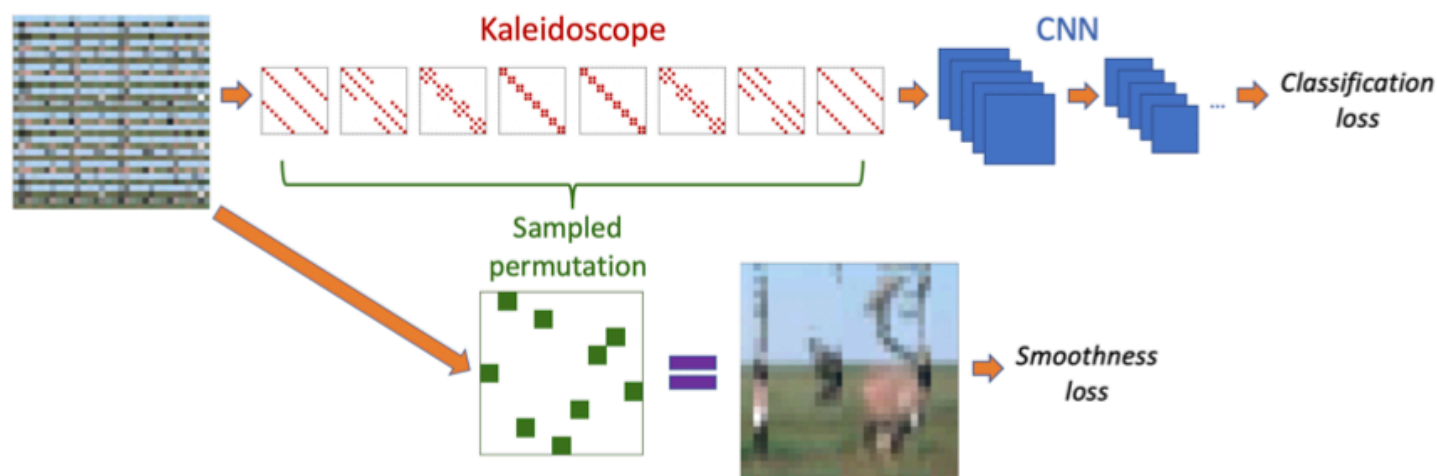 Kaleidoscope
CNN
...
Classification
loss
Sampled
permutation
Smoothness
loss